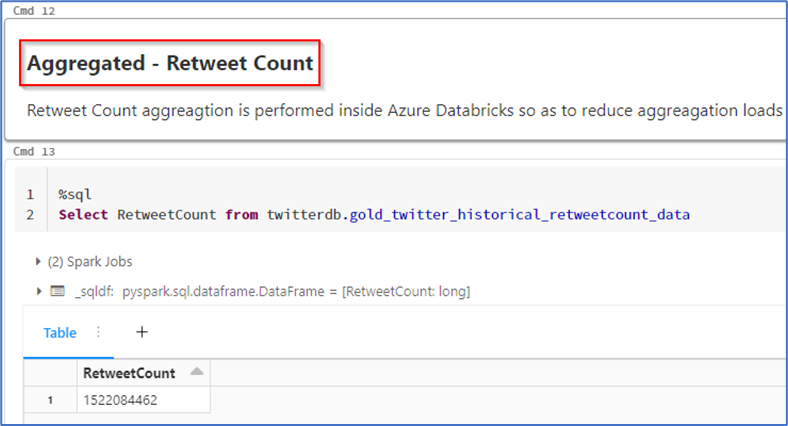 Cmd 12
Aggregated - Retweet Count
Retweet Count aggreagtion is performed inside Azure Databricks so as to reduce aggreagation loads
Cmd 13
1 %sql
2 Select RetweetCount from twitterdb.gold_twitter_historical_retweetcount_data
(2) Spark Jobs
_sqldf: pyspark.sql.dataframe.DataFrame = [RetweetCount: long]
Table +
RetweetCount
1 1522084462